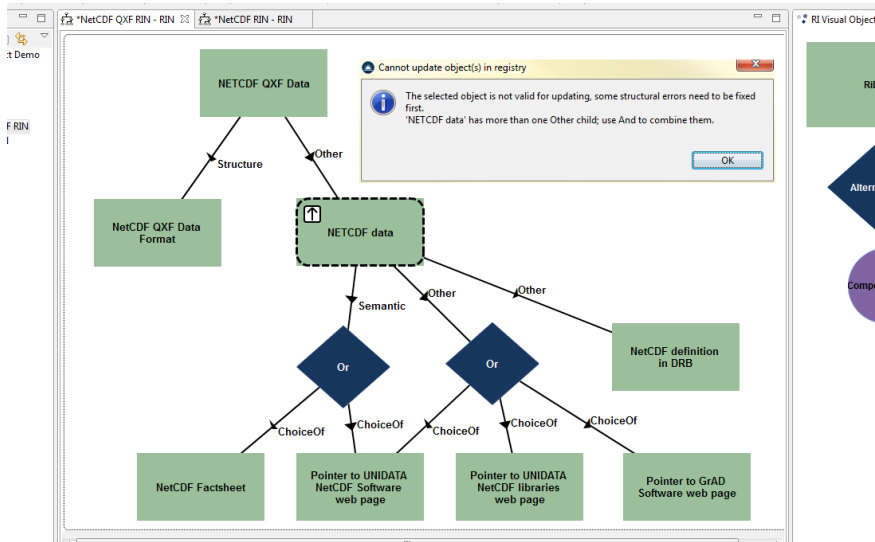 *NetCDF QXF RIN - RIN
*NetCDF RIN - RIN
RI Visual Object
ct Demo
F RIN
NETCDF QXF Data
Cannot update object(s) in registry
The selected object is not valid for updating, some structural errors need to be fixed
first.
'NETCDF data' has more than one Other child; use And to combine them.
OK
Structure
Other
NetCDF QXF Data
Format
NETCDF data
Altern
Semantic
Other
Other
Compo
Or
Or
NetCDF definition
in DRB
ChoiceOf
ChoiceOf
ChoiceOf
ChoiceOf
ChoiceOf
NetCDF Factsheet
Pointer to UNIDATA
NetCDF Software
web page
Pointer to UNIDATA
NetCDF libraries
web page
Pointer to GrAD
Software web page